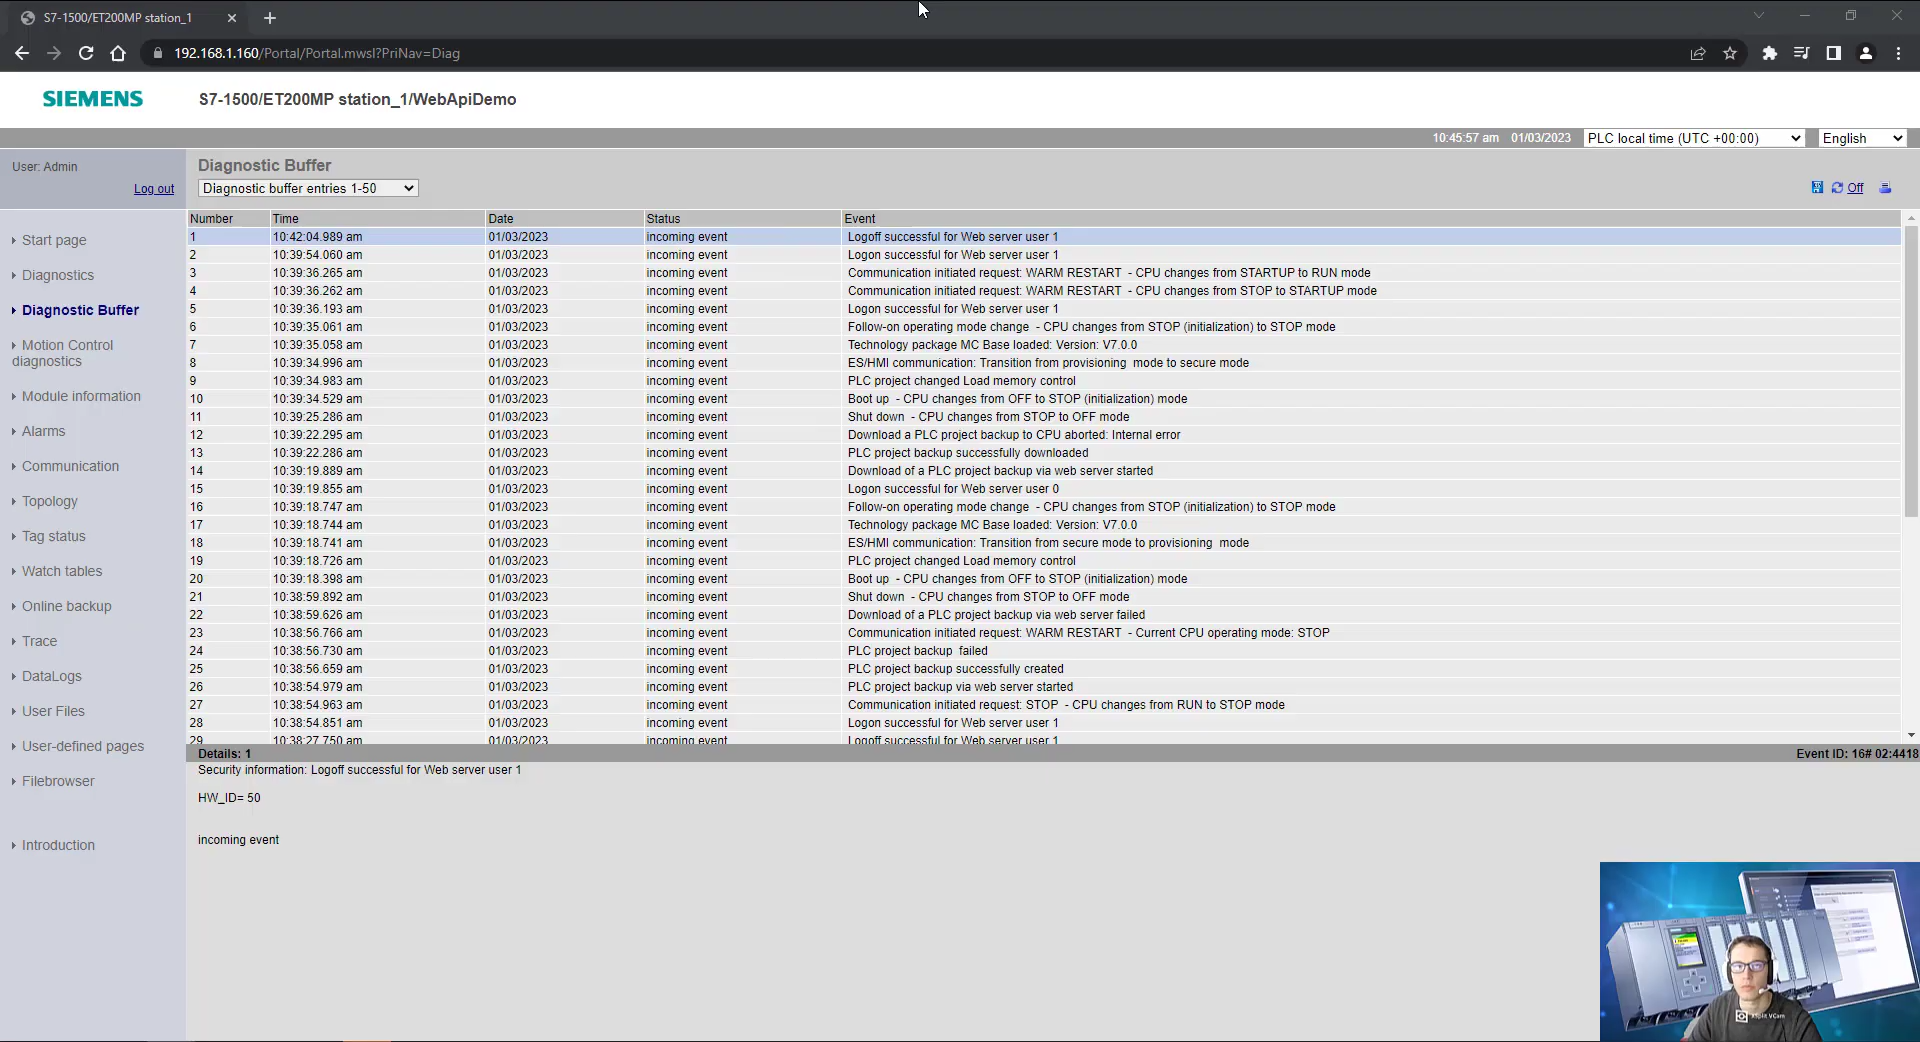 S7-1500/ET200MP station_1
192.168.1.160/Portal/Portal.mwsl?PriNav=Diag
SIEMENS
S7-1500/ET200MP station_1/WebApiDemo
10:45:57 am 01/03/2023 PLC local time (UTC +00:00) English
User: Admin
Log out
Diagnostic Buffer
Diagnostic buffer entries 1-50
Off
Start page
Diagnostics
Diagnostic Buffer
Motion Control
diagnostics
Module information
Alarms
Communication
Topology
Tag status
Watch tables
Online backup
Trace
DataLogs
User Files
User-defined pages
Filebrowser
Introduction
Number Time Date Status Event
1 10:42:04.989 am 01/03/2023 incoming event Logoff successful for Web server user 1
2 10:39:54.060 am 01/03/2023 incoming event Logon successful for Web server user 1
3 10:39:36.265 am 01/03/2023 incoming event Communication initiated request: WARM RESTART - CPU changes from STARTUP to RUN mode
4 10:39:36.262 am 01/03/2023 incoming event Communication initiated request: WARM RESTART - CPU changes from STOP to STARTUP mode
5 10:39:36.193 am 01/03/2023 incoming event Logon successful for Web server user 1
6 10:39:35.061 am 01/03/2023 incoming event Follow-on operating mode change - CPU changes from STOP (initialization) to STOP mode
7 10:39:35.058 am 01/03/2023 incoming event Technology package MC Base loaded: Version: V7.0.0
8 10:39:34.996 am 01/03/2023 incoming event ES/HMI communication: Transition from provisioning mode to secure mode
9 10:39:34.983 am 01/03/2023 incoming event PLC project changed Load memory control
10 10:39:34.529 am 01/03/2023 incoming event Boot up - CPU changes from OFF to STOP (initialization) mode
11 10:39:25.286 am 01/03/2023 incoming event Shut down - CPU changes from STOP to OFF mode
12 10:39:22.295 am 01/03/2023 incoming event Download a PLC project backup to CPU aborted: Internal error
13 10:39:22.286 am 01/03/2023 incoming event PLC project backup successfully downloaded
14 10:39:19.889 am 01/03/2023 incoming event Download of a PLC project backup via web server started
15 10:39:19.855 am 01/03/2023 incoming event Logon successful for Web server user 0
16 10:39:18.747 am 01/03/2023 incoming event Follow-on operating mode change - CPU changes from STOP (initialization) to STOP mode
17 10:39:18.744 am 01/03/2023 incoming event Technology package MC Base loaded: Version: V7.0.0
18 10:39:18.741 am 01/03/2023 incoming event ES/HMI communication: Transition from secure mode to provisioning mode
19 10:39:18.726 am 01/03/2023 incoming event PLC project changed Load memory control
20 10:39:18.398 am 01/03/2023 incoming event Boot up - CPU changes from OFF to STOP (initialization) mode
21 10:38:59.892 am 01/03/2023 incoming event Shut down - CPU changes from STOP to OFF mode
22 10:38:59.626 am 01/03/2023 incoming event Download of a PLC project backup via web server failed
23 10:38:56.766 am 01/03/2023 incoming event Communication initiated request: WARM RESTART - Current CPU operating mode: STOP
24 10:38:56.730 am 01/03/2023 incoming event PLC project backup failed
25 10:38:56.659 am 01/03/2023 incoming event PLC project backup successfully created
26 10:38:54.979 am 01/03/2023 incoming event PLC project backup via web server started
27 10:38:54.963 am 01/03/2023 incoming event Communication initiated request: STOP - CPU changes from RUN to STOP mode
28 10:38:54.851 am 01/03/2023 incoming event Logon successful for Web server user 1
29 10:38:27.750 am 01/03/2023 incoming event Logoff successful for Web server user 1
Details: 1 Event ID: 16# 02:4418
Security information: Logoff successful for Web server user 1
HW_ID= 50
incoming event
XSplit VCam